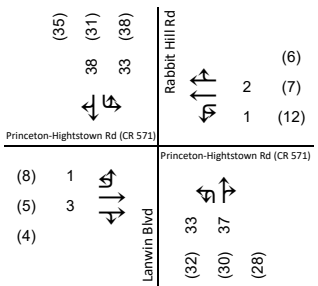 (35) (31) (38)
38 33
Rabbit Hill Rd
(6)
2 (7)
1 (12)
Princeton-Hightstown Rd (CR 571)
Princeton-Hightstown Rd (CR 571)
(8) 1
(5) 3
(4)
Lanwin Blvd
33 37
(32) (30) (28)